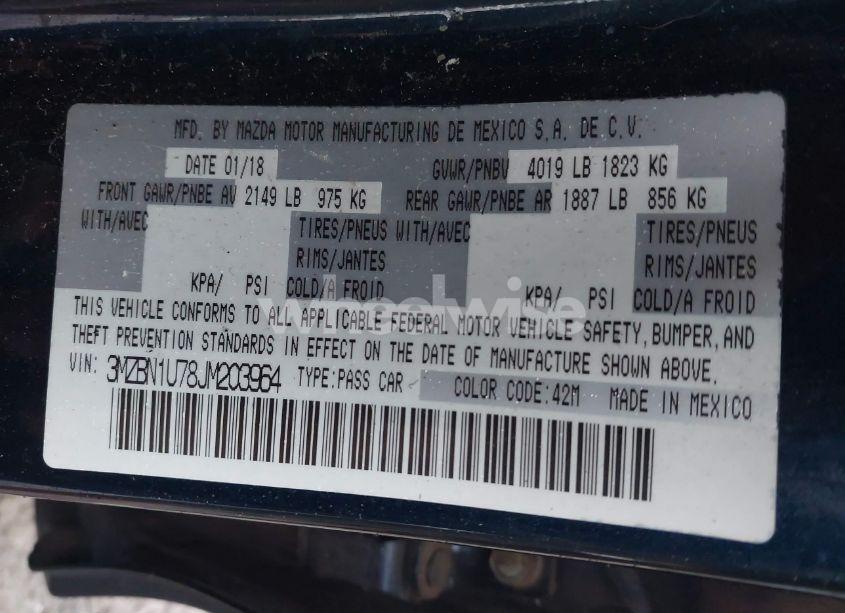 MFD. BY MAZDA MOTOR MANUFACTURING DE MEXICO S.A. DE.C.V.
DATE 01/18 GVWR/PNBV 4019 LB 1823 KG
FRONT GAWR/PNBE AV 2149 LB 975 KG REAR GAWR/PNBE AR 1887 LB 856 KG
WITH/AVEC TIRES/PNEUS WITH/AVEC TIRES/PNEUS
RIMS/JANTES RIMS/JANTES
KPA/ PSI COLD/A FROID KPA/ PSI COLD/A FROID
wheelwise
THIS VEHICLE CONFORMS TO ALL APPLICABLE FEDERAL MOTOR VEHICLE SAFETY, BUMPER, AND
THEFT PREVENTION STANDARDS IN EFFECT ON THE DATE OF MANUFACTURE SHOWN ABOVE.
VIN: 3MZBN1U78JM203964 TYPE:PASS CAR COLOR CODE:42M MADE IN MEXICO